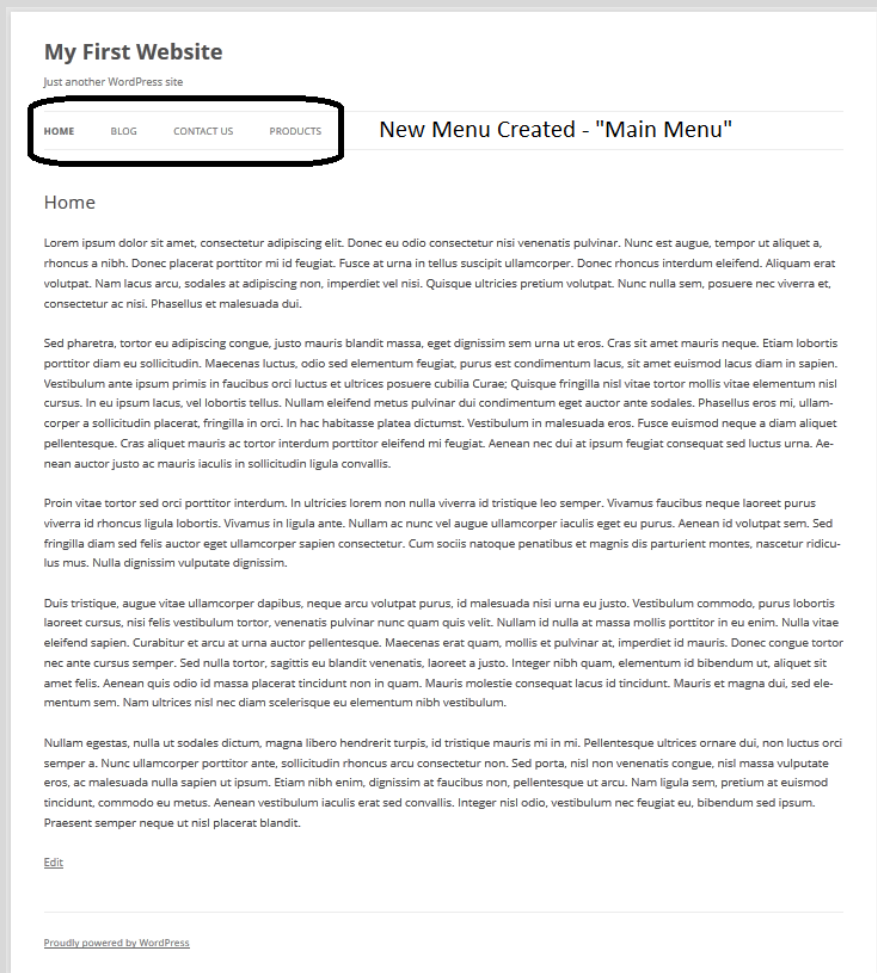 My First Website
Just another WordPress site
HOME BLOG CONTACT US PRODUCTS New Menu Created - "Main Menu"
Home
Lorem ipsum dolor sit amet, consectetur adipiscing elit. Donec eu odio consectetur nisi venenatis pulvinar. Nunc est augue, tempor ut aliquet a,
rhoncus a nibh. Donec placerat porttitor mi id feugiat. Fusce at urna in tellus suscipit ullamcorper. Donec rhoncus interdum eleifend. Aliquam erat
volutpat. Nam lacus arcu, sodales at adipiscing non, imperdiet vel nisi. Quisque ultricies pretium volutpat. Nunc nulla sem, posuere nec viverra et,
consectetur ac nisi. Phasellus et malesuada dui.
Sed pharetra, tortor eu adipiscing congue, justo mauris blandit massa, eget dignissim sem urna ut eros. Cras sit amet mauris neque. Etiam lobortis
porttitor diam eu sollicitudin. Maecenas luctus, odio sed elementum feugiat, purus est condimentum lacus, sit amet euismod lacus diam in sapien.
Vestibulum ante ipsum primis in faucibus orci luctus et ultrices posuere cubilia Curae; Quisque fringilla nisl vitae tortor mollis vitae elementum nisl
cursus. In eu ipsum lacus, vel lobortis tellus. Nullam eleifend metus pulvinar dui condimentum eget auctor ante sodales. Phasellus eros mi, ullam-
corper a sollicitudin placerat, fringilla in orci. In hac habitasse platea dictumst. Vestibulum in malesuada eros. Fusce euismod neque a diam aliquet
pellentesque. Cras aliquet mauris ac tortor interdum porttitor eleifend mi feugiat. Aenean nec dui at ipsum feugiat consequat sed luctus urna. Ae-
nean auctor justo ac mauris iaculis in sollicitudin ligula convallis.
Proin vitae tortor sed orci porttitor interdum. In ultricies lorem non nulla viverra id tristique leo semper. Vivamus faucibus neque laoreet purus
viverra id rhoncus ligula lobortis. Vivamus in ligula ante. Nullam ac nunc vel augue ullamcorper iaculis eget eu purus. Aenean id volutpat sem. Sed
fringilla diam sed felis auctor eget ullamcorper sapien consectetur. Cum sociis natoque penatibus et magnis dis parturient montes, nascetur ridicu-
lus mus. Nulla dignissim vulputate dignissim.
Duis tristique, augue vitae ullamcorper dapibus, neque arcu volutpat purus, id malesuada nisi urna eu justo. Vestibulum commodo, purus lobortis
laoreet cursus, nisi felis vestibulum tortor, venenatis pulvinar nunc quam quis velit. Nullam id nulla at massa mollis porttitor in eu enim. Nulla vitae
eleifend sapien. Curabitur et arcu at urna auctor pellentesque. Maecenas erat quam, mollis et pulvinar at, imperdiet id mauris. Donec congue tortor
nec ante cursus semper. Sed nulla tortor, sagittis eu blandit venenatis, laoreet a justo. Integer nibh quam, elementum id bibendum ut, aliquet sit
amet felis. Aenean quis odio id massa placerat tincidunt non in quam. Mauris molestie consequat lacus id tincidunt. Mauris et magna dui, sed ele-
mentum sem. Nam ultrices nisl nec diam scelerisque eu elementum nibh vestibulum.
Nullam egestas, nulla ut sodales dictum, magna libero hendrerit turpis, id tristique mauris mi in mi. Pellentesque ultrices ornare dui, non luctus orci
semper a. Nunc ullamcorper porttitor ante, sollicitudin rhoncus arcu consectetur non. Sed porta, nisl non venenatis congue, nisl massa vulputate
eros, ac malesuada nulla sapien ut ipsum. Etiam nibh enim, dignissim at faucibus non, pellentesque ut arcu. Nam ligula sem, pretium at euismod
tincidunt, commodo eu metus. Aenean vestibulum iaculis erat sed convallis. Integer nisl odio, vestibulum nec feugiat eu, bibendum sed ipsum.
Praesent semper neque ut nisl placerat blandit.
Edit
Proudly powered by WordPress